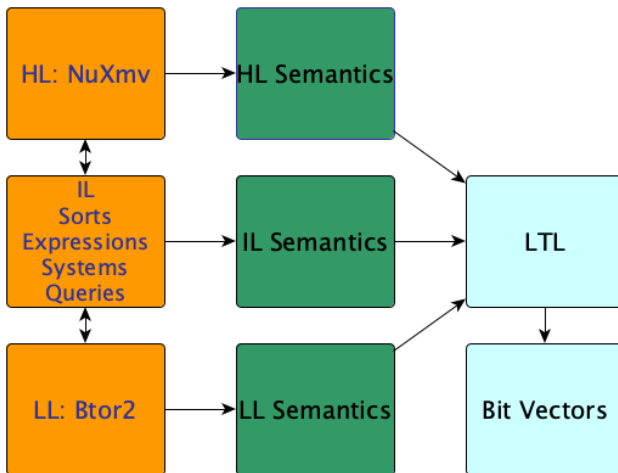 HL: NuXmv
HL Semantics
IL
Sorts
Expressions
Systems
Queries
IL Semantics
LTL
LL: Btor2
LL Semantics
Bit Vectors